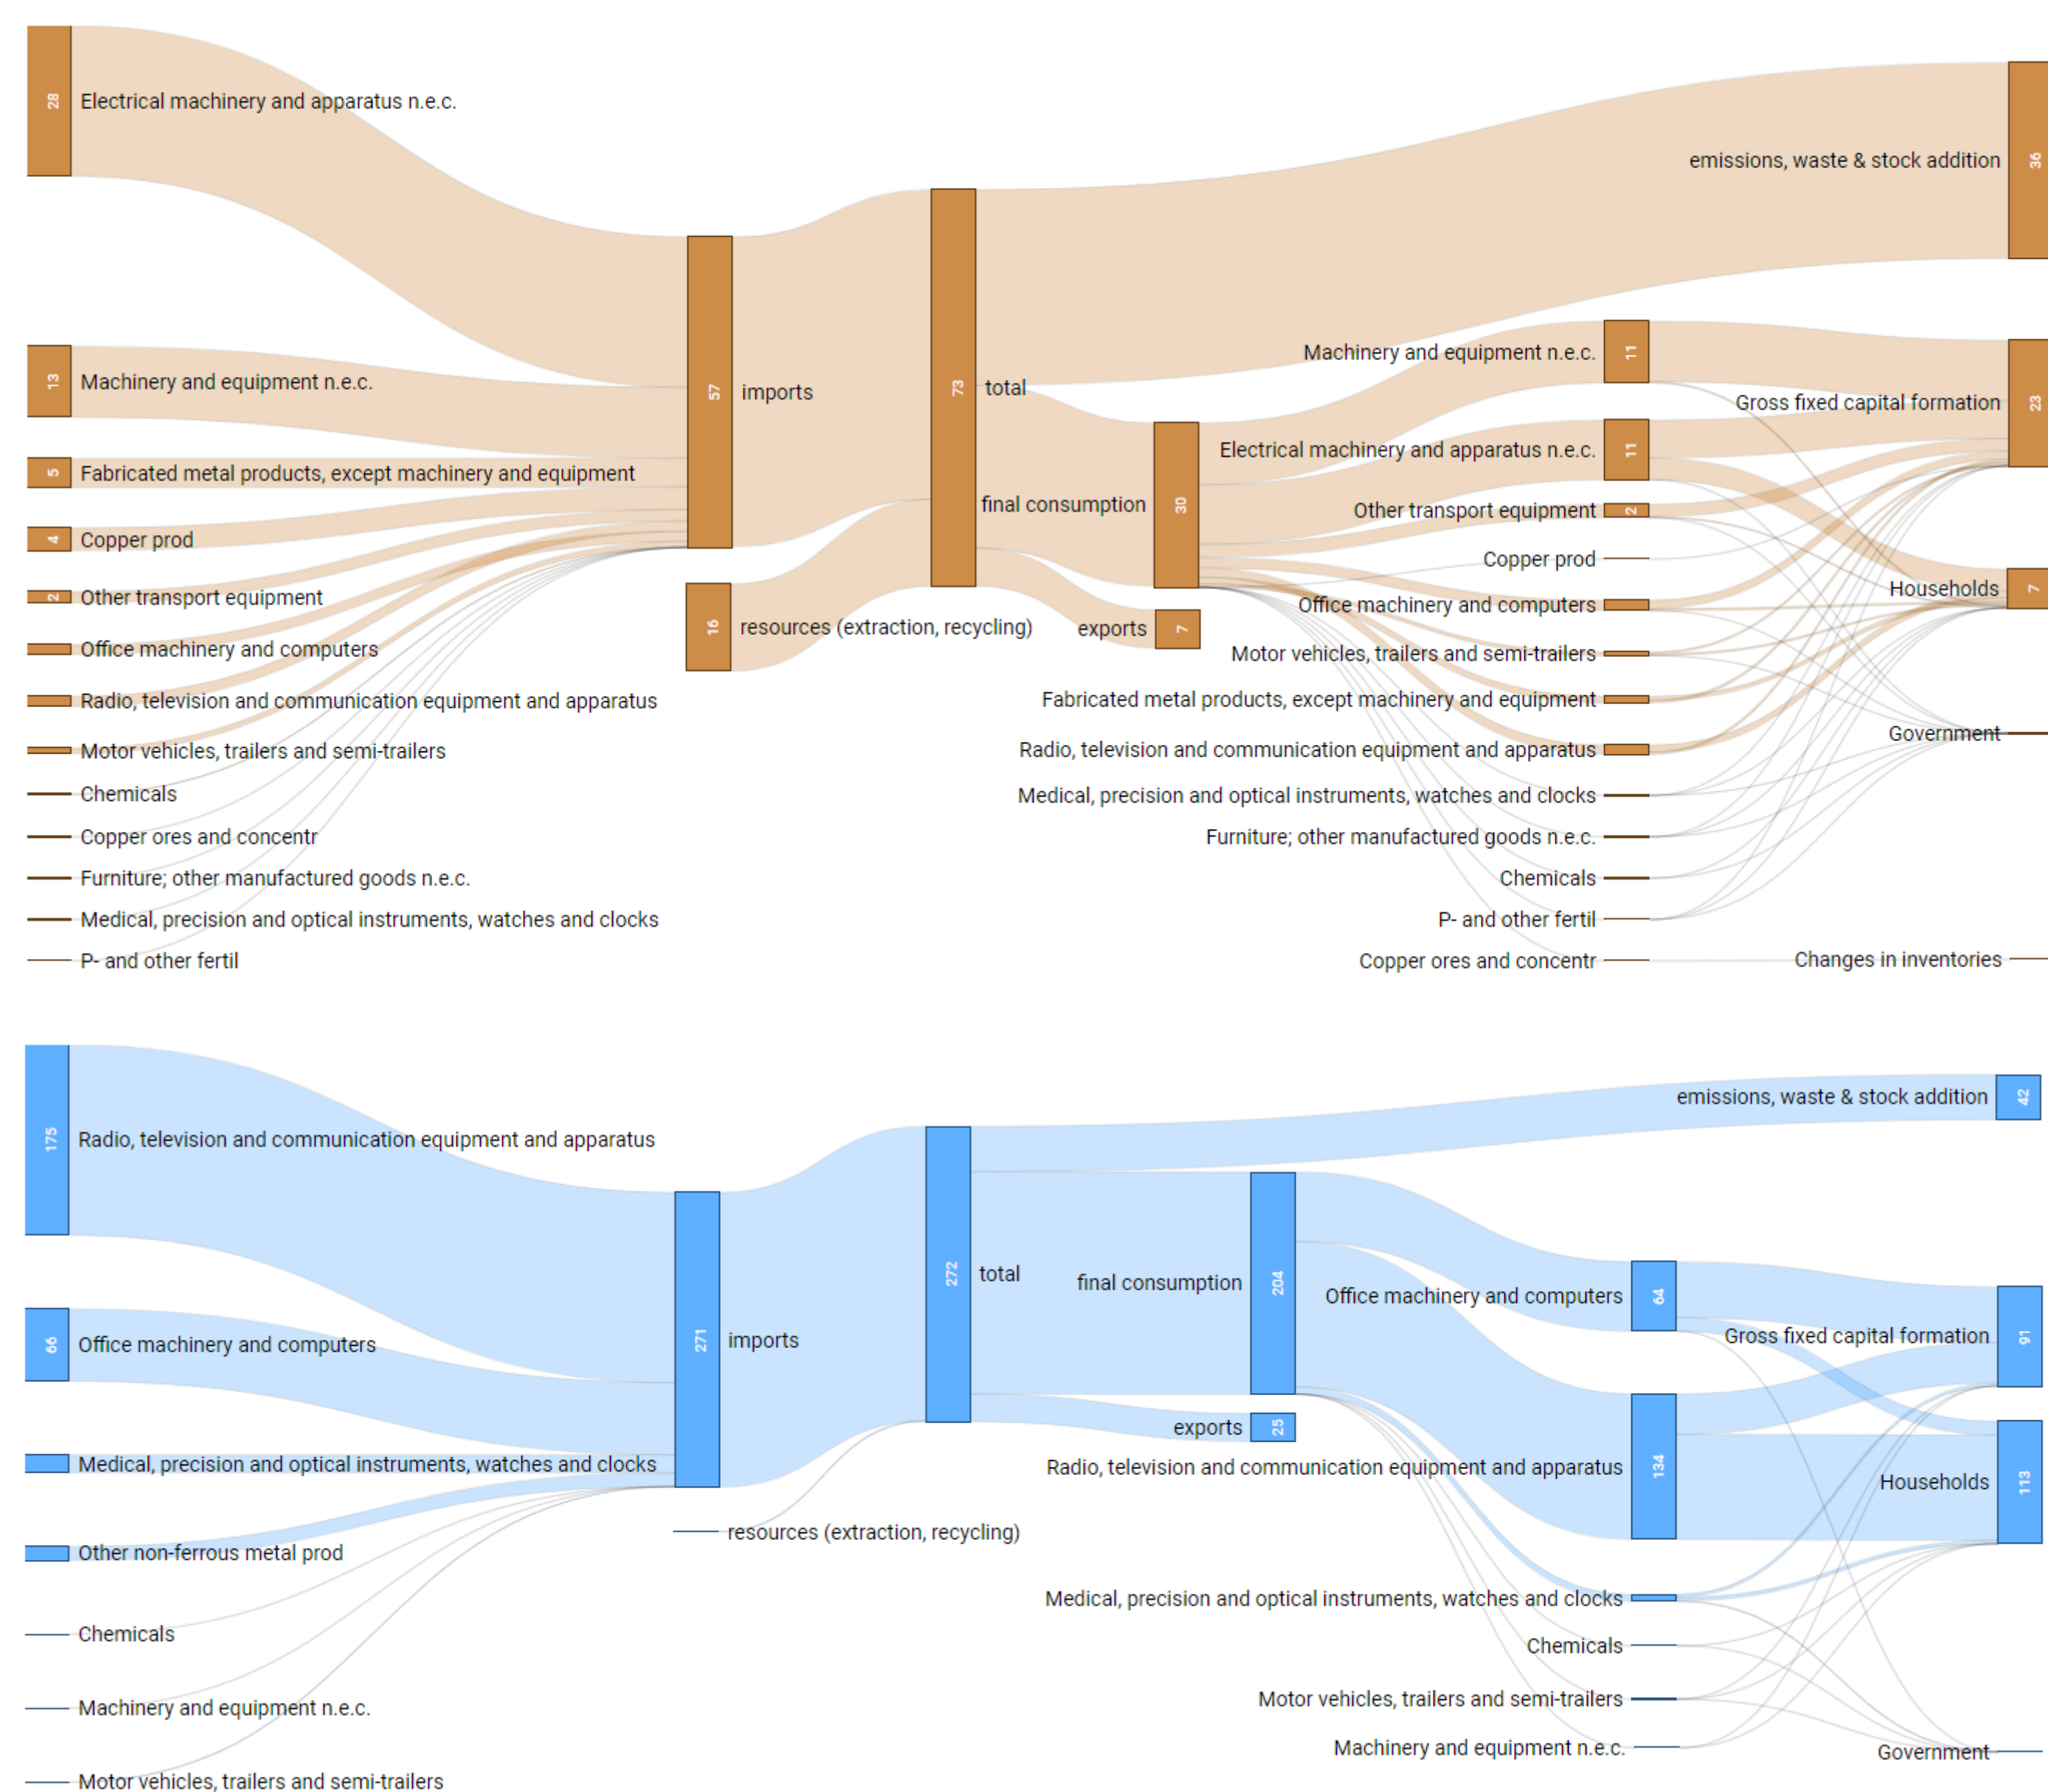 28
Electrical machinery and apparatus n.e.c.
13
Machinery and equipment n.e.c.
5
Fabricated metal products, except machinery and equipment
4
Copper prod
2
Other transport equipment
Office machinery and computers
Radio, television and communication equipment and apparatus
Motor vehicles, trailers and semi-trailers
Chemicals
Copper ores and concentr
Furniture; other manufactured goods n.e.c.
Medical, precision and optical instruments, watches and clocks
P- and other fertil
57
imports
16
resources (extraction, recycling)
73
total
final consumption
30
exports
7
Machinery and equipment n.e.c.
11
Electrical machinery and apparatus n.e.c.
11
Other transport equipment
2
Copper prod
Office machinery and computers
Motor vehicles, trailers and semi-trailers
Fabricated metal products, except machinery and equipment
Radio, television and communication equipment and apparatus
Medical, precision and optical instruments, watches and clocks
Furniture; other manufactured goods n.e.c.
Chemicals
P- and other fertil
Copper ores and concentr
emissions, waste & stock addition
36
Gross fixed capital formation
23
Households
7
Government
Changes in inventories
175
Radio, television and communication equipment and apparatus
66
Office machinery and computers
Medical, precision and optical instruments, watches and clocks
Other non-ferrous metal prod
Chemicals
Machinery and equipment n.e.c.
Motor vehicles, trailers and semi-trailers
271
imports
resources (extraction, recycling)
272
total
final consumption
204
exports
25
Office machinery and computers
64
Radio, television and communication equipment and apparatus
134
Medical, precision and optical instruments, watches and clocks
Chemicals
Motor vehicles, trailers and semi-trailers
Machinery and equipment n.e.c.
emissions, waste & stock addition
42
Gross fixed capital formation
91
Households
113
Government